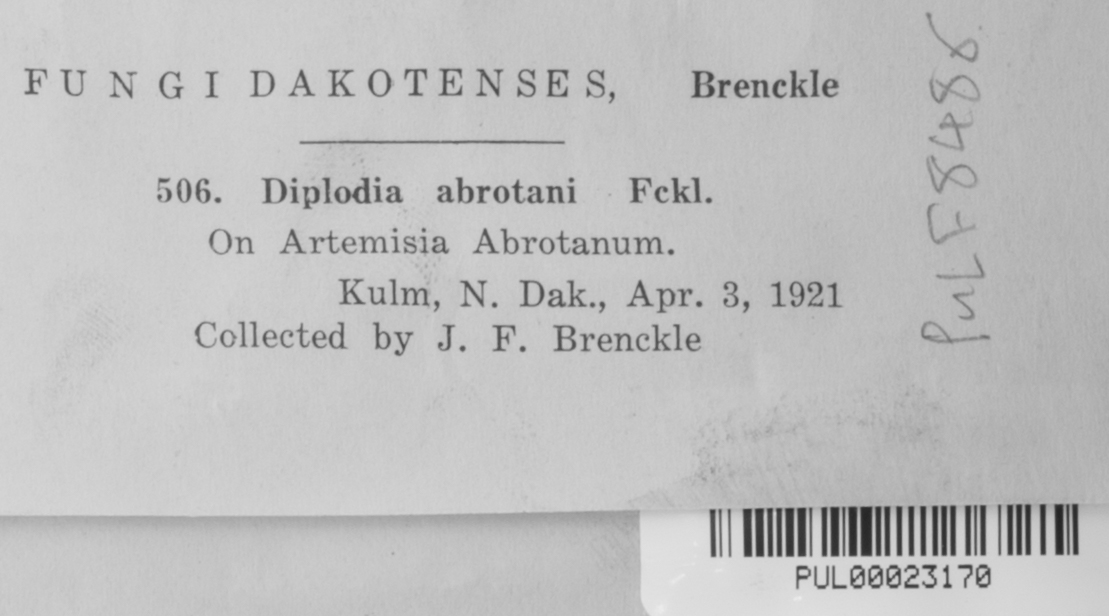 FUNGI DAKOTENSES, Brenckle
506. Diplodia abrotani Fckl.
On Artemisia Abrotanum.
Kulm, N. Dak., Apr. 3, 1921
Collected by J. F. Brenckle
PUL F8488
PUL00023170